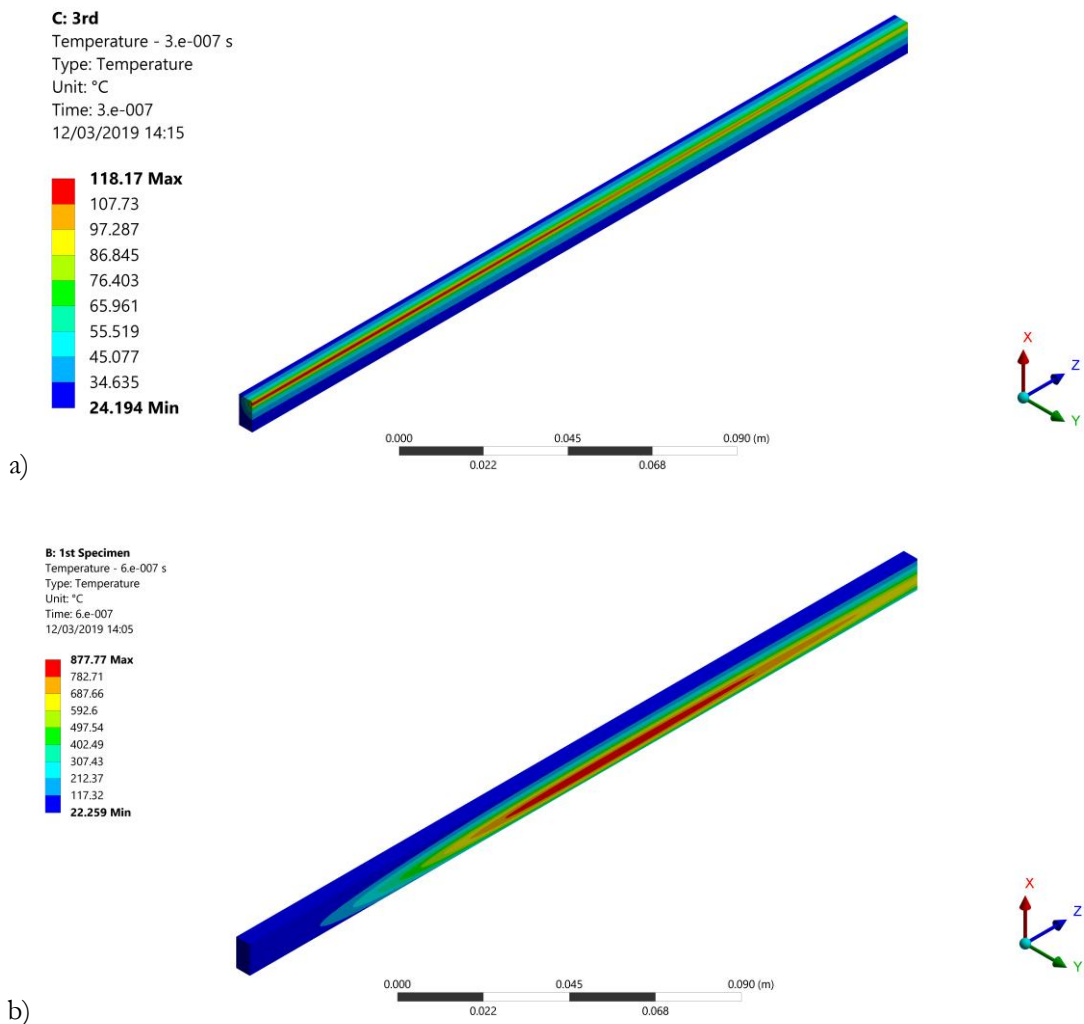 C: 3rd
Temperature - 3.e-007 s
Type: Temperature
Unit: °C
Time: 3.e-007
12/03/2019 14:15
118.17 Max
107.73
97.287
86.845
76.403
65.961
55.519
45.077
34.635
24.194 Min
X
Z
Y
0.000 0.045 0.090 (m)
0.022 0.068
a)
B: 1st Specimen
Temperature - 6.e-007 s
Type: Temperature
Unit: °C
Time: 6.e-007
12/03/2019 14:05
877.77 Max
782.71
687.66
592.6
497.54
402.49
307.43
212.37
117.32
22.259 Min
X
Z
Y
0.000 0.045 0.090 (m)
0.022 0.068
b)